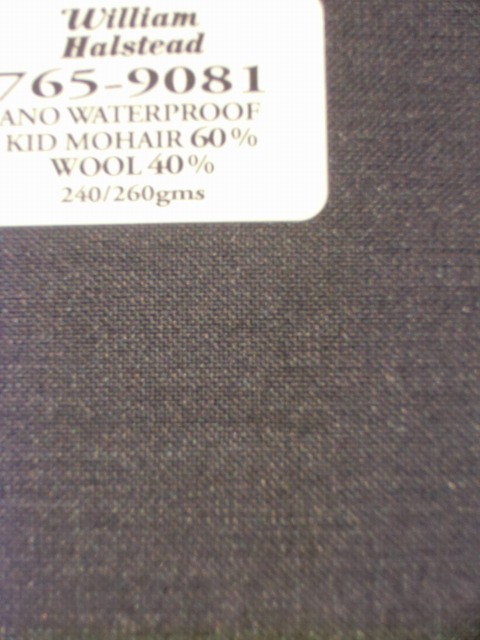 William
Halstead
765-9081
ANO WATERPROOF
KID MOHAIR 60%
WOOL 40%
240/260gms